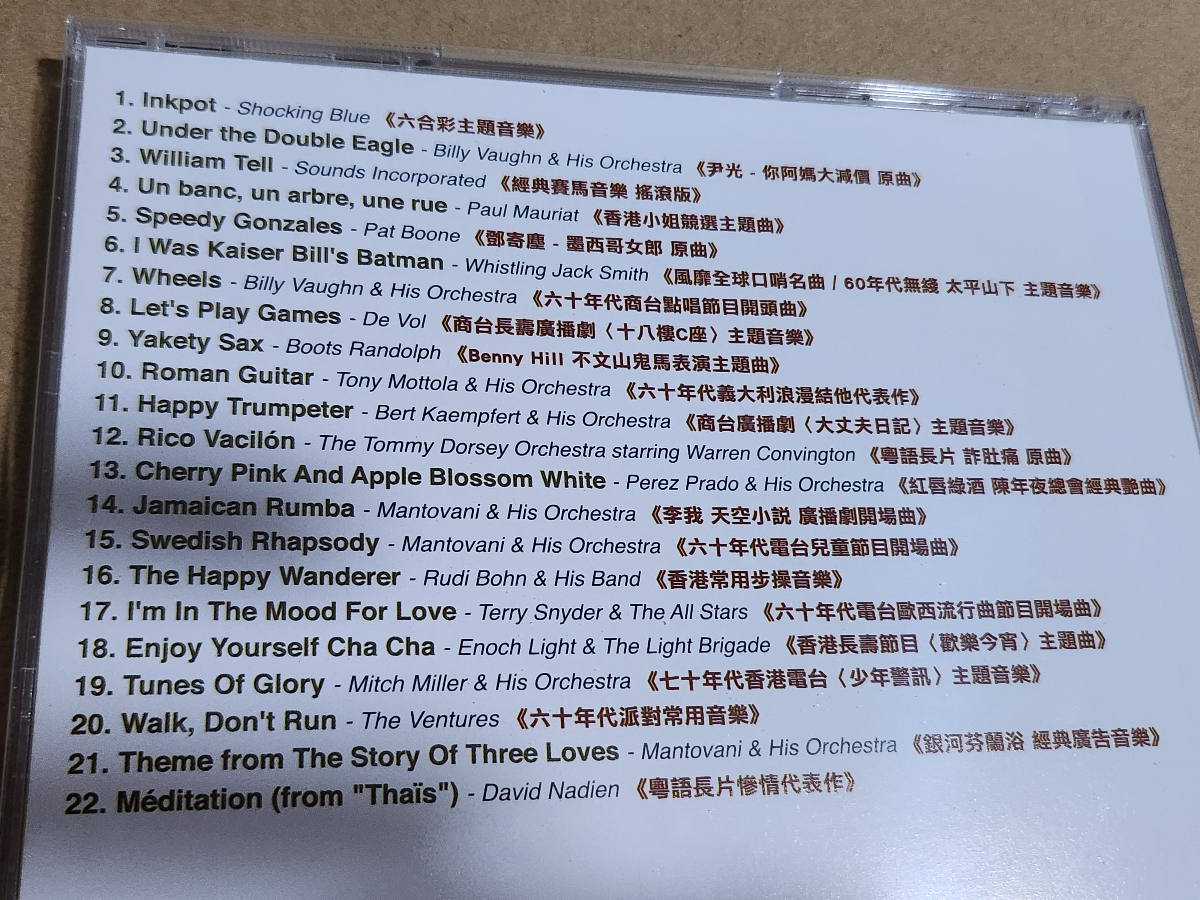 1. Inkpot - Shocking Blue 《六合彩主題音樂》
2. Under the Double Eagle - Billy Vaughn & His Orchestra 《尹光 - 你阿媽大減價 原曲》
3. William Tell - Sounds Incorporated 《經典賽馬音樂 搖滾版》
4. Un banc, un arbre, une rue - Paul Mauriat 《香港小姐競選主題曲》
5. Speedy Gonzales - Pat Boone 《鄧寄塵 - 墨西哥女郎 原曲》
6. I Was Kaiser Bill's Batman - Whistling Jack Smith 《風靡全球口哨名曲 / 60年代無綫 太平山下 主題音樂》
7. Wheels - Billy Vaughn & His Orchestra 《六十年代商台點唱節目開頭曲》
8. Let's Play Games - De Vol 《商台長壽廣播劇〈十八樓C座〉主題音樂》
9. Yakety Sax - Boots Randolph 《Benny Hill 不文山鬼馬表演主題曲》
10. Roman Guitar - Tony Mottola & His Orchestra 《六十年代義大利浪漫結他代表作》
11. Happy Trumpeter - Bert Kaempfert & His Orchestra 《商台廣播劇〈大丈夫日記〉主題音樂》
12. Rico Vacilón - The Tommy Dorsey Orchestra starring Warren Convington 《粵語長片 詐肚痛 原曲》
13. Cherry Pink And Apple Blossom White - Perez Prado & His Orchestra 《紅唇綠酒 陳年夜總會經典艷曲》
14. Jamaican Rumba - Mantovani & His Orchestra 《李我 天空小説 廣播劇開場曲》
15. Swedish Rhapsody - Mantovani & His Orchestra 《六十年代電台兒童節目開場曲》
16. The Happy Wanderer - Rudi Bohn & His Band 《香港常用步操音樂》
17. I'm In The Mood For Love - Terry Snyder & The All Stars 《六十年代電台歐西流行曲節目開場曲》
18. Enjoy Yourself Cha Cha - Enoch Light & The Light Brigade 《香港長壽節目〈歡樂今宵〉主題曲》
19. Tunes Of Glory - Mitch Miller & His Orchestra 《七十年代香港電台〈少年警訊〉主題音樂》
20. Walk, Don't Run - The Ventures 《六十年代派對常用音樂》
21. Theme from The Story Of Three Loves - Mantovani & His Orchestra 《銀河芬蘭浴 經典廣告音樂》
22. Méditation (from "Thaïs") - David Nadien 《粵語長片慘情代表作》